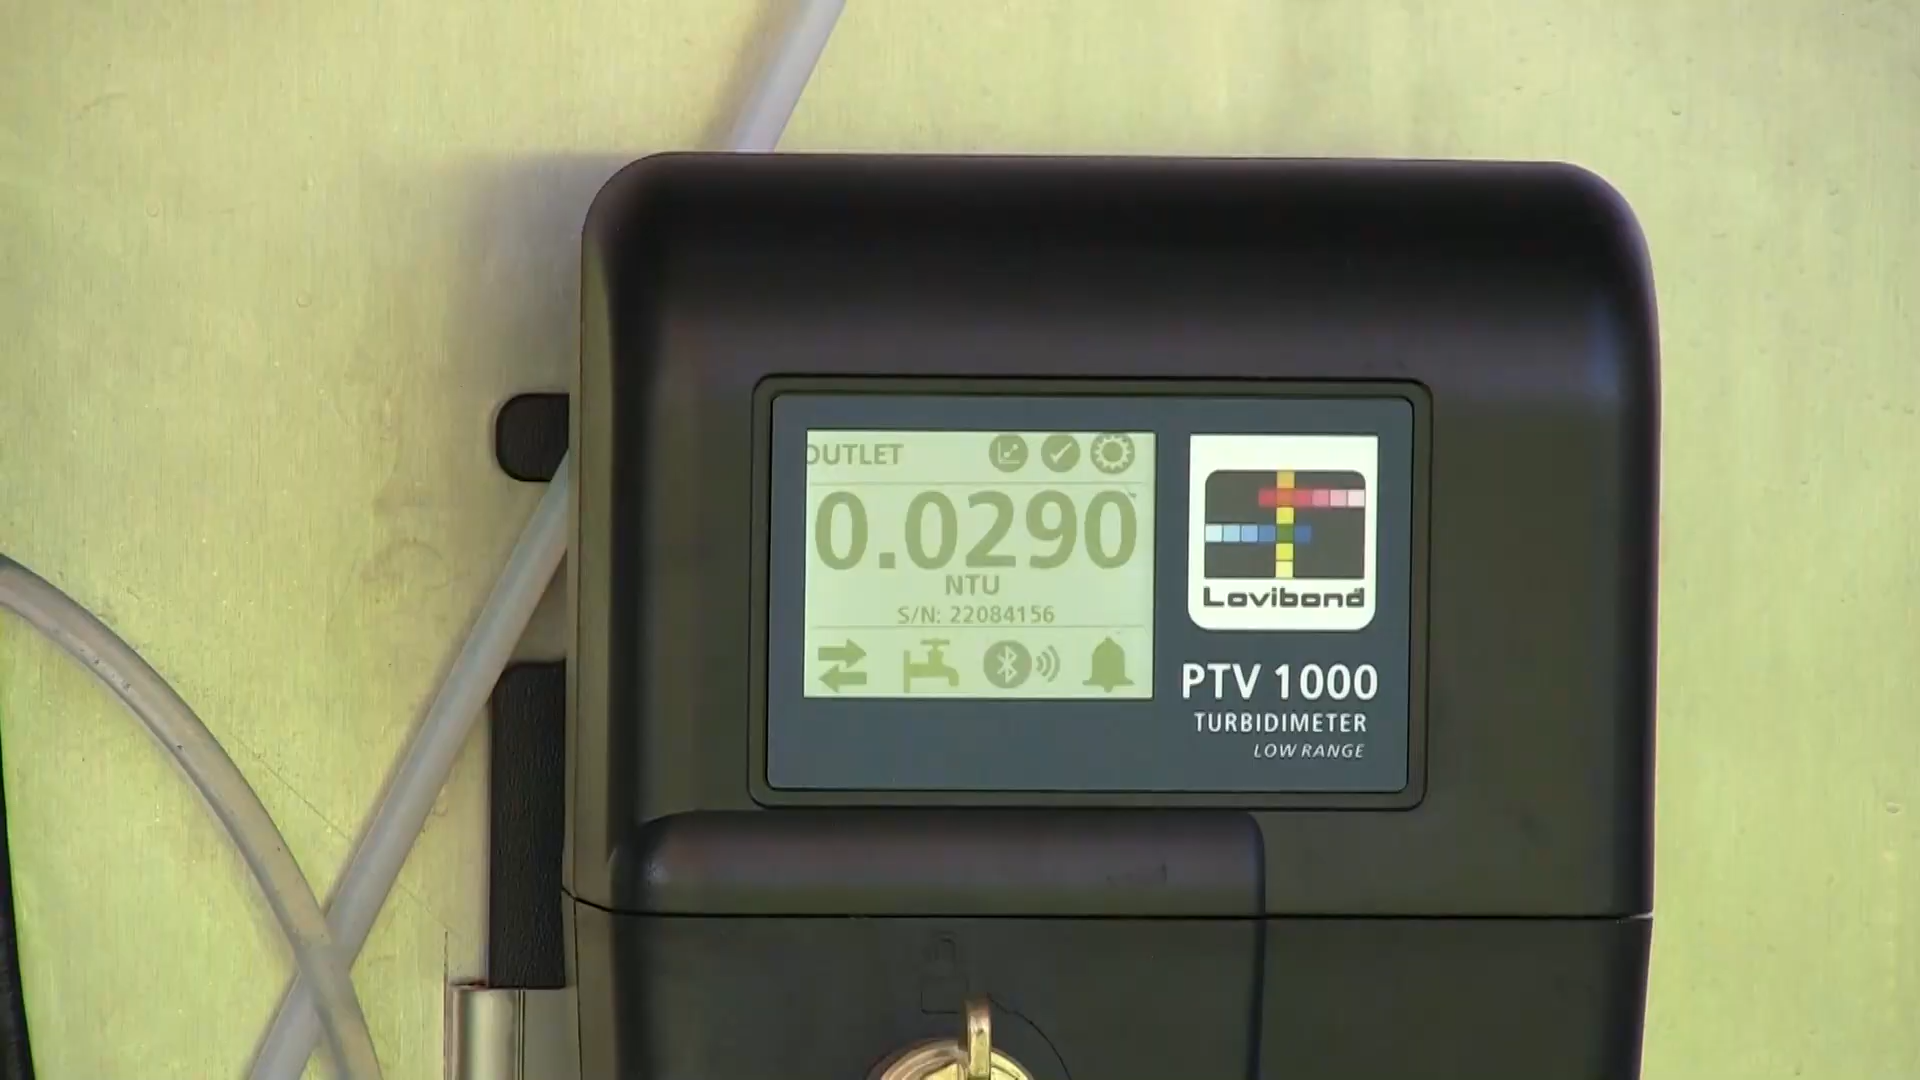 OUTLET
0.0290
NTU
S/N: 22084156
Lovibond
PTV 1000
TURBIDIMETER
LOW RANGE